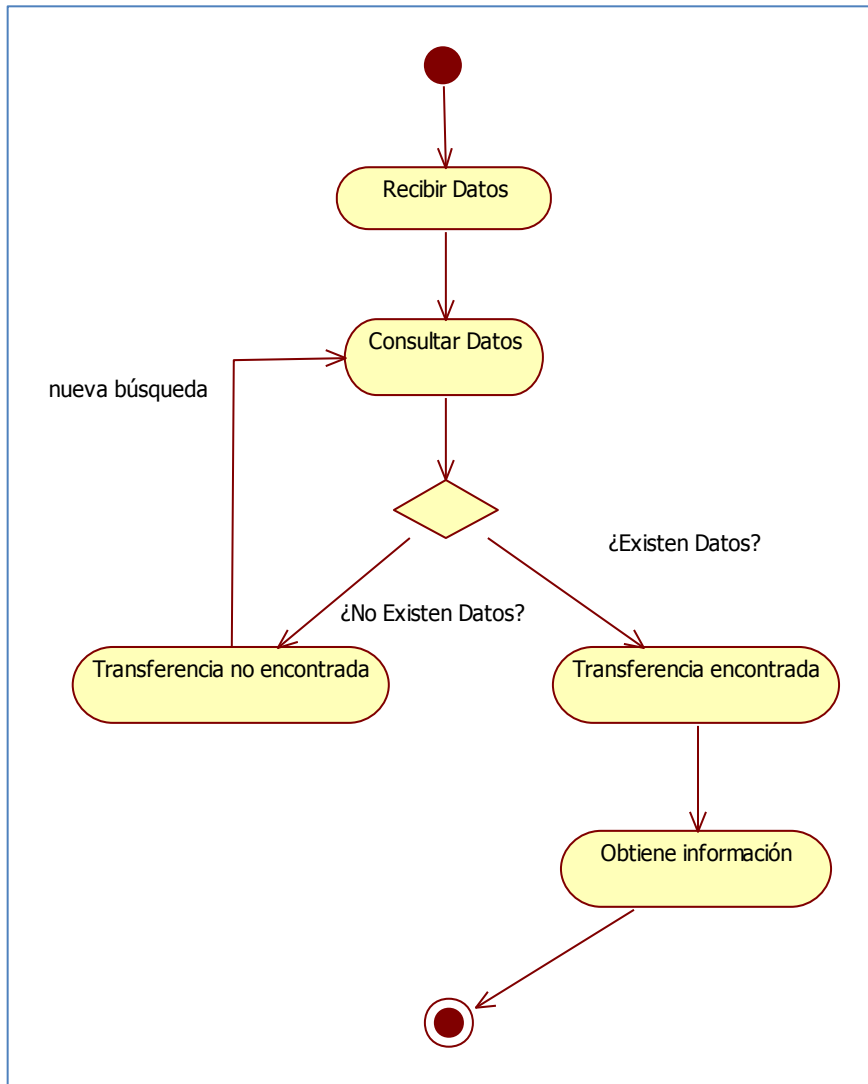 Recibir Datos
Consultar Datos
nueva búsqueda
¿Existen Datos?
¿No Existen Datos?
Transferencia no encontrada
Transferencia encontrada
Obtiene información